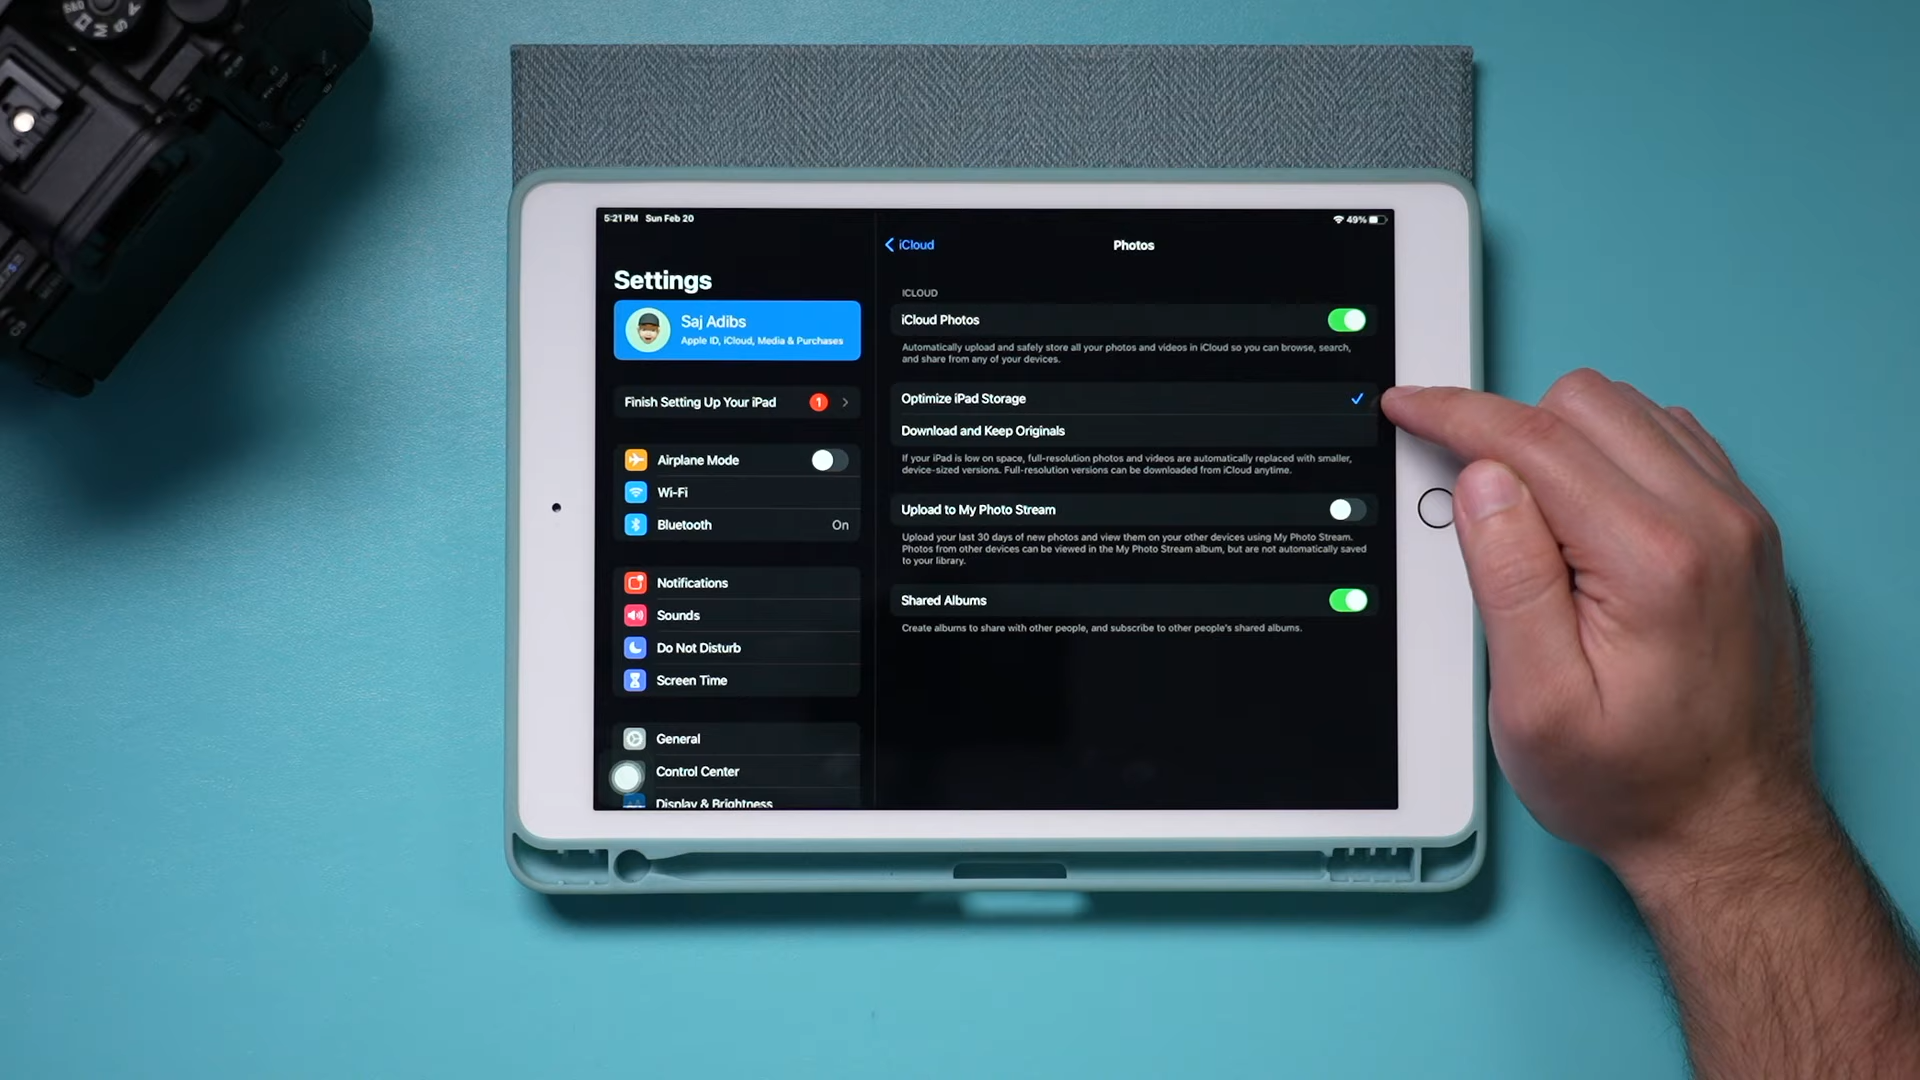 5:21 PM Sun Feb 20
49%
Settings
Saj Adibs
Apple ID, iCloud, Media & Purchases
Finish Setting Up Your iPad 1
Airplane Mode
Wi-Fi
Bluetooth On
Notifications
Sounds
Do Not Disturb
Screen Time
General
Control Center
Display & Brightness
iCloud
Photos
ICLOUD
iCloud Photos
Automatically upload and safely store all your photos and videos in iCloud so you can browse, search,
and share from any of your devices.
Optimize iPad Storage
Download and Keep Originals
If your iPad is low on space, full-resolution photos and videos are automatically replaced with smaller,
device-sized versions. Full-resolution versions can be downloaded from iCloud anytime.
Upload to My Photo Stream
Upload your last 30 days of new photos and view them on your other devices using My Photo Stream.
Photos from other devices can be viewed in the My Photo Stream album, but are not automatically saved
to your library.
Shared Albums
Create albums to share with other people, and subscribe to other people's shared albums.